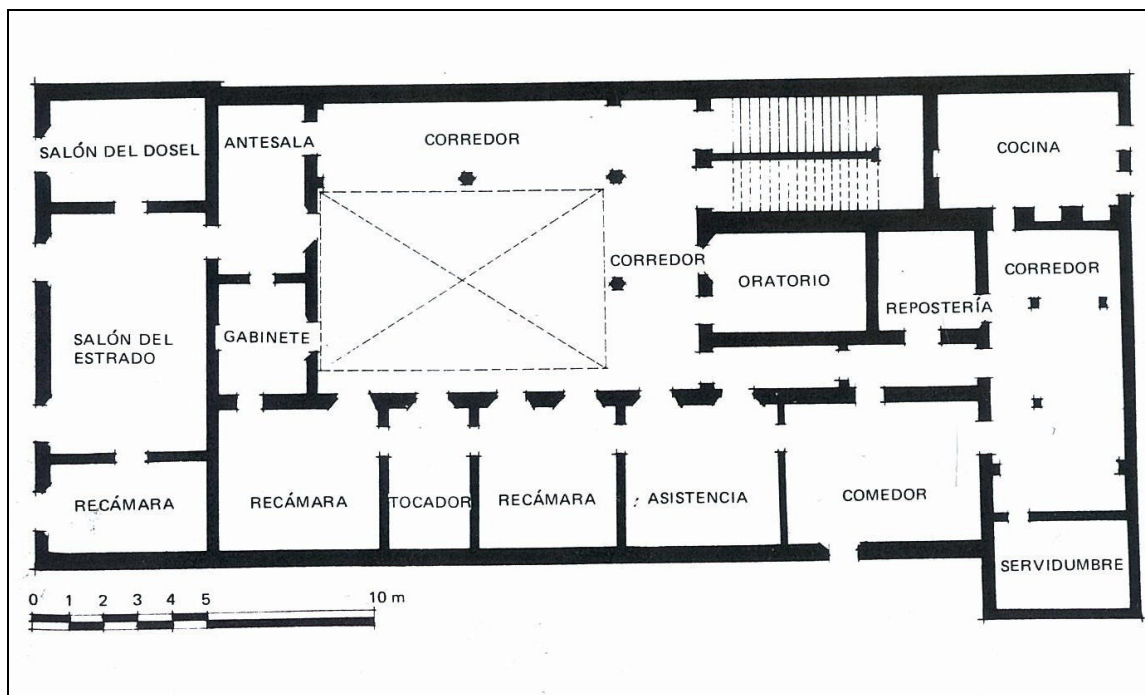 SALÓN DEL DOSEL
ANTESALA
CORREDOR
COCINA
CORREDOR
ORATORIO
CORREDOR
REPOSTERÍA
SALÓN DEL
ESTRADO
GABINETE
RECÁMARA
RECÁMARA
TOCADOR
RECÁMARA
ASISTENCIA
COMEDOR
SERVIDUMBRE
0 1 2 3 4 5 10 m